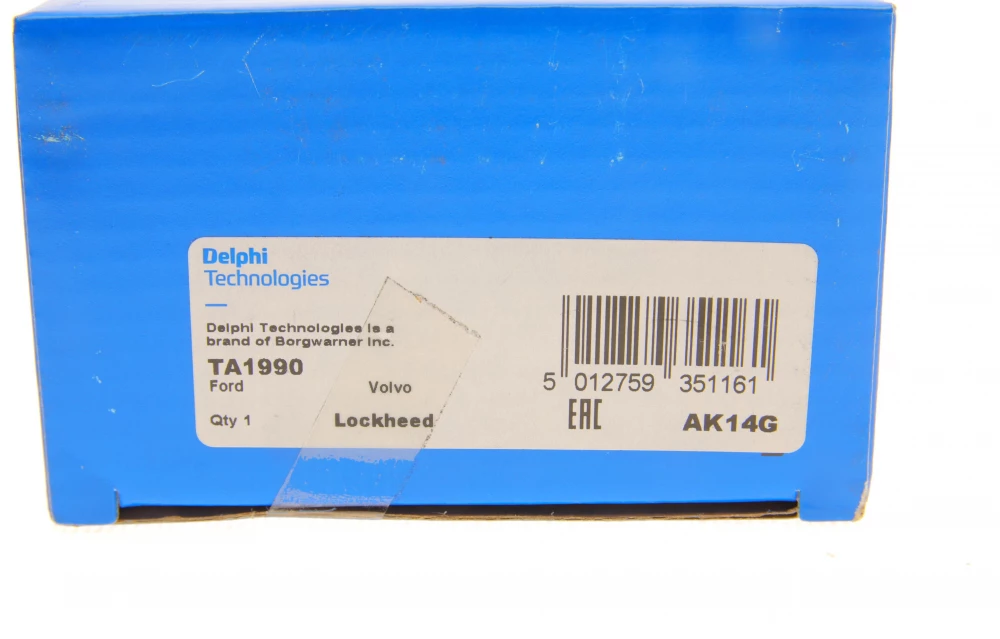 Delphi
Technologies
Delphi Technologies is a
brand of Borgwarner Inc.
TA1990
Ford Volvo
Qty 1 Lockheed
5 012759 351161
EAC AK14G